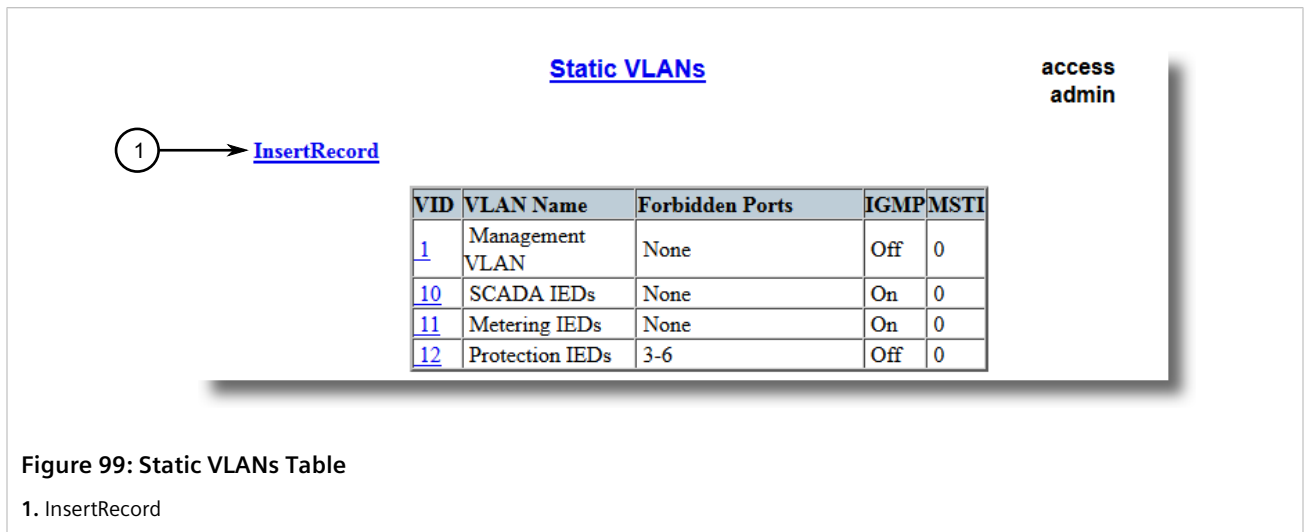 Static VLANs
access
admin
1
InsertRecord
VID VLAN Name Forbidden Ports IGMP MSTI
1 Management VLAN None Off 0
10 SCADA IEDs None On 0
11 Metering IEDs None On 0
12 Protection IEDs 3-6 Off 0
Figure 99: Static VLANs Table
1. InsertRecord